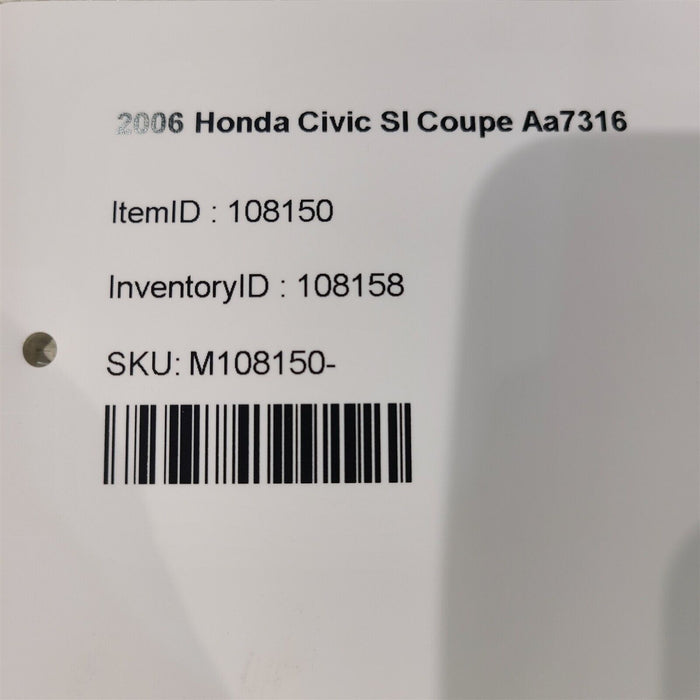 2006 Honda Civic SI Coupe Aa7316
ItemID : 108150
InventoryID : 108158
SKU: M108150-